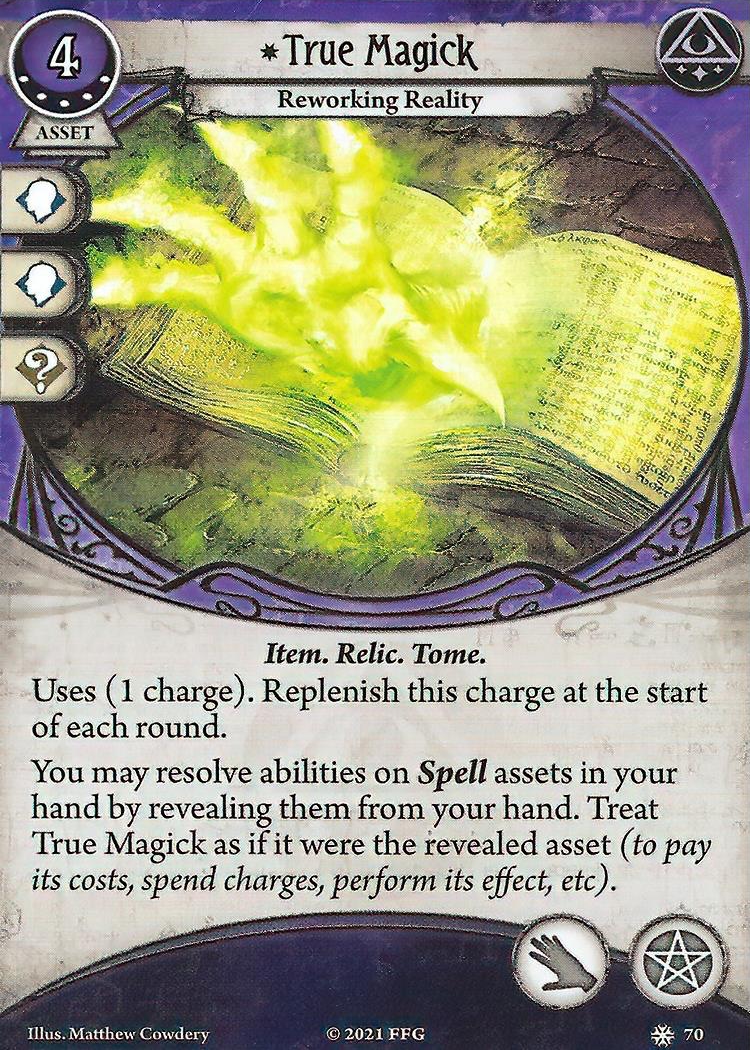 4
True Magick
Reworking Reality
ASSET
?
Item. Relic. Tome.
Uses (1 charge). Replenish this charge at the start
of each round.
You may resolve abilities on Spell assets in your
hand by revealing them from your hand. Treat
True Magick as if it were the revealed asset (to pay
its costs, spend charges, perform its effect, etc).
Illus. Matthew Cowdery
© 2021 FFG
70